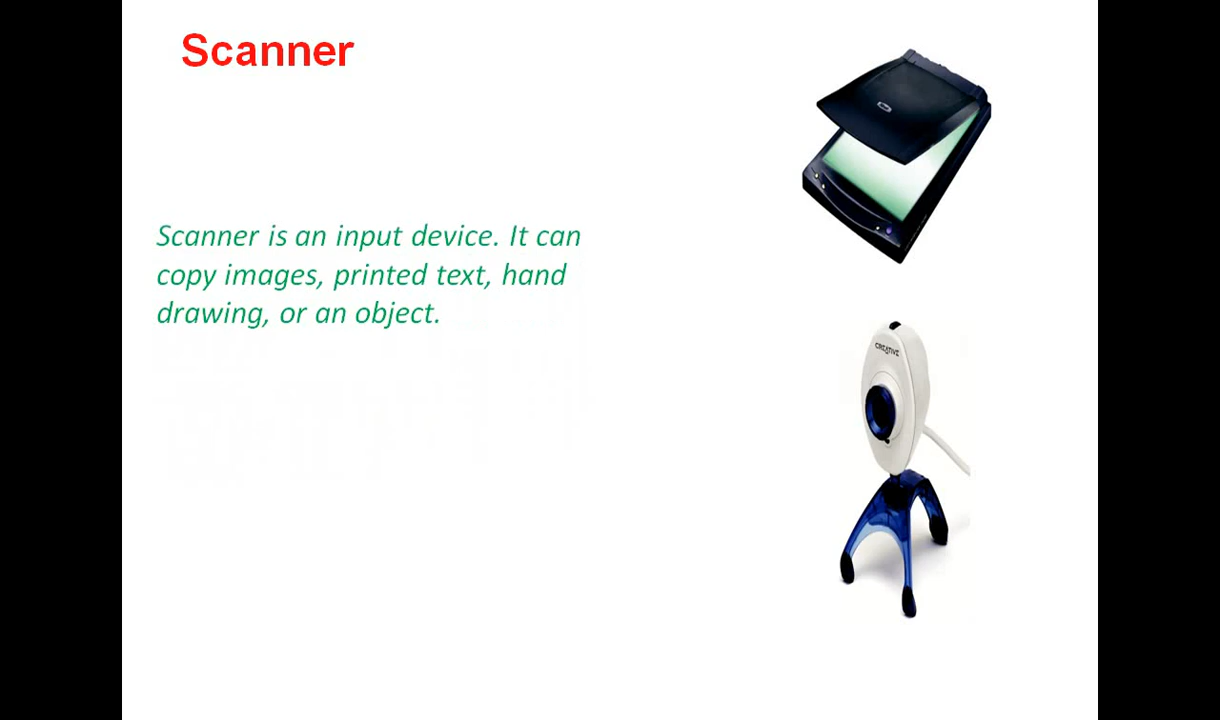 Scanner
Scanner is an input device. It can
copy images, printed text, hand
drawing, or an object.
CREATIVE